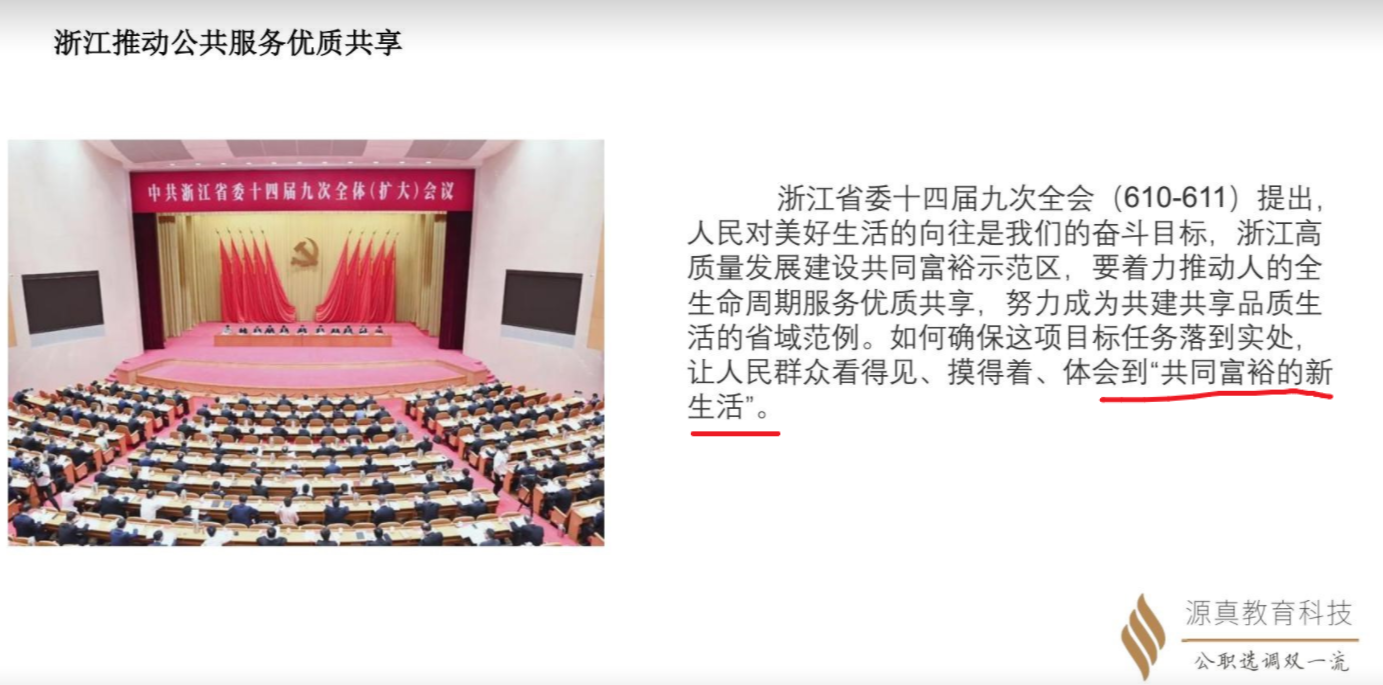 浙江推动公共服务优质共享
中共浙江省委十四届九次全体(扩大)会议
浙江省委十四届九次全会（610-611）提出，
人民对美好生活的向往是我们的奋斗目标，浙江高
质量发展建设共同富裕示范区，要着力推动人的全
生命周期服务优质共享，努力成为共建共享品质生
活的省域范例。如何确保这项目标任务落到实处，
让人民群众看得见、摸得着、体会到“共同富裕的新
生活”。
源真教育科技
公职选调双一流